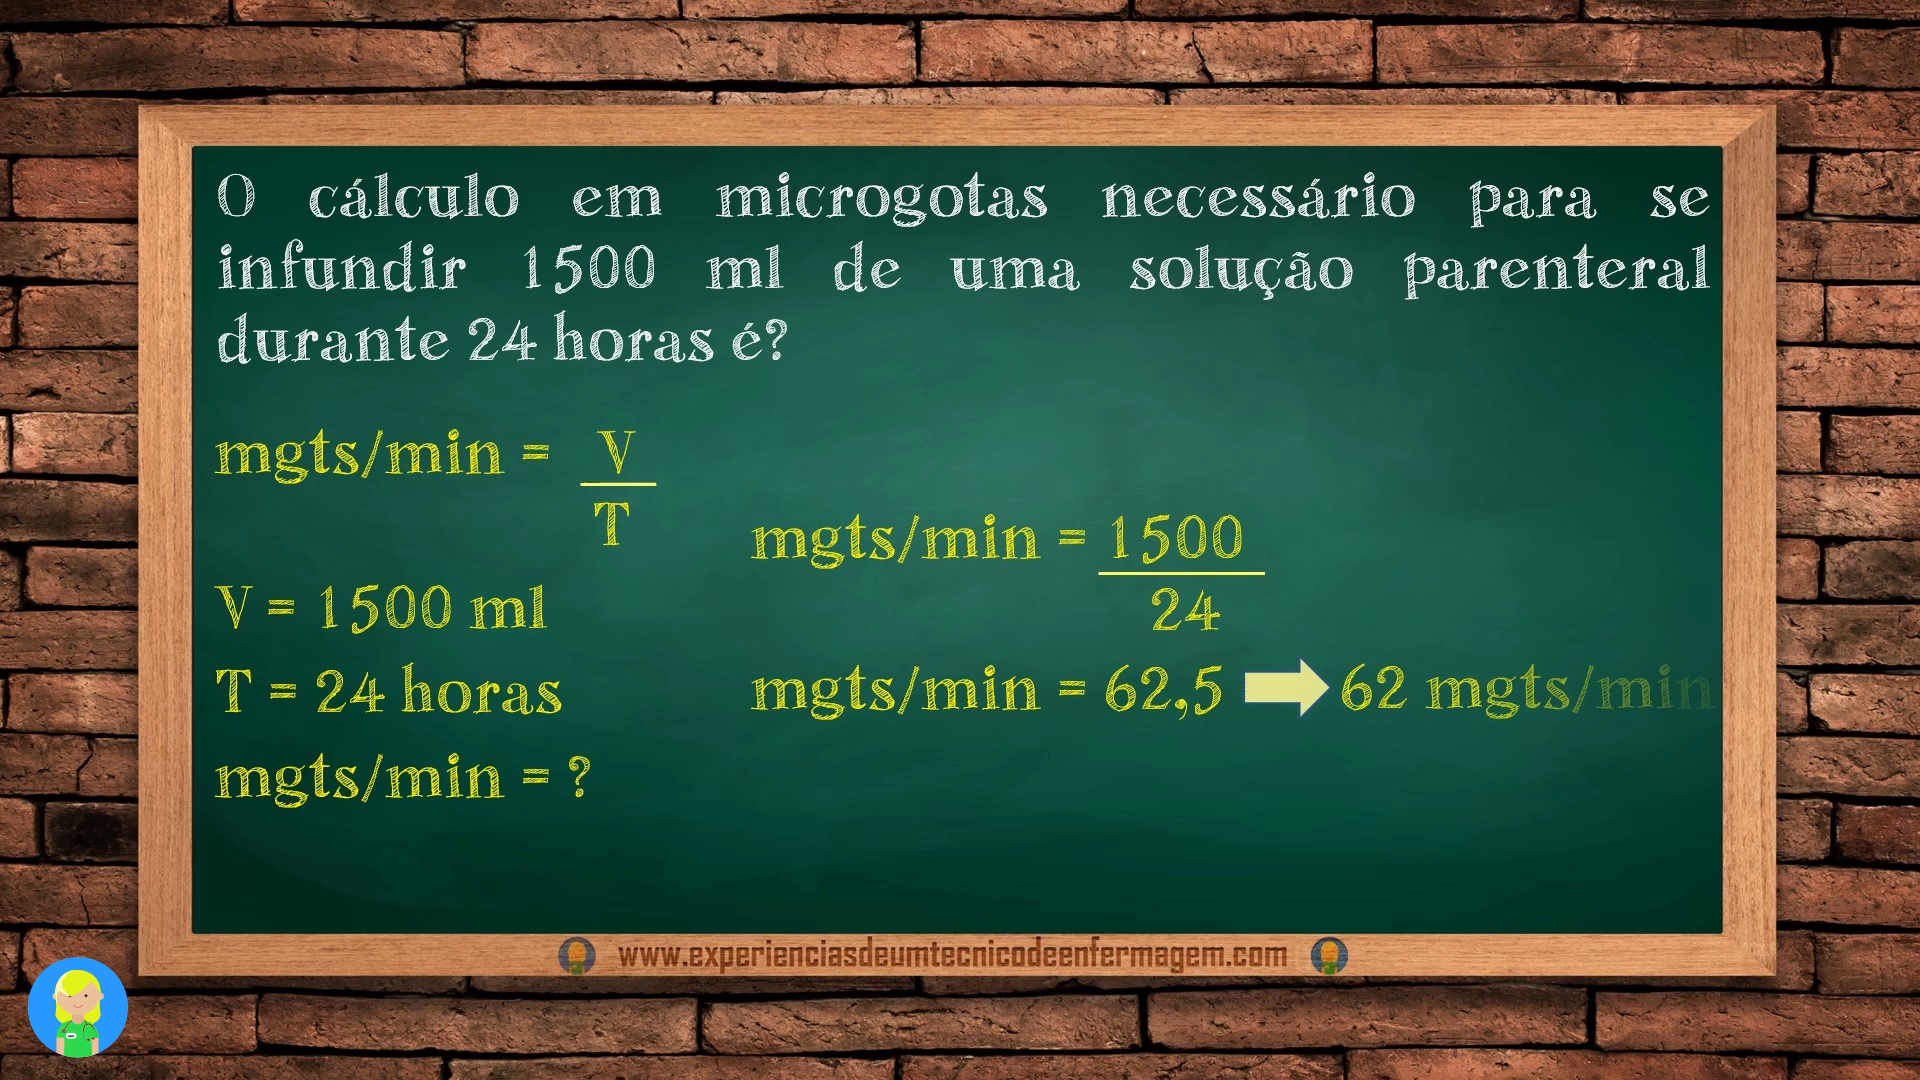 O cálculo em microgotas necessário para se
infundir 1500 ml de uma solução parenteral
durante 24 horas é?
mgts/min = V
T
V = 1500 ml
T = 24 horas
mgts/min = ?
mgts/min = 1500
24
mgts/min = 62,5 62 mgts/min
www.experienciasdeumtecnicodeenfermagem.com